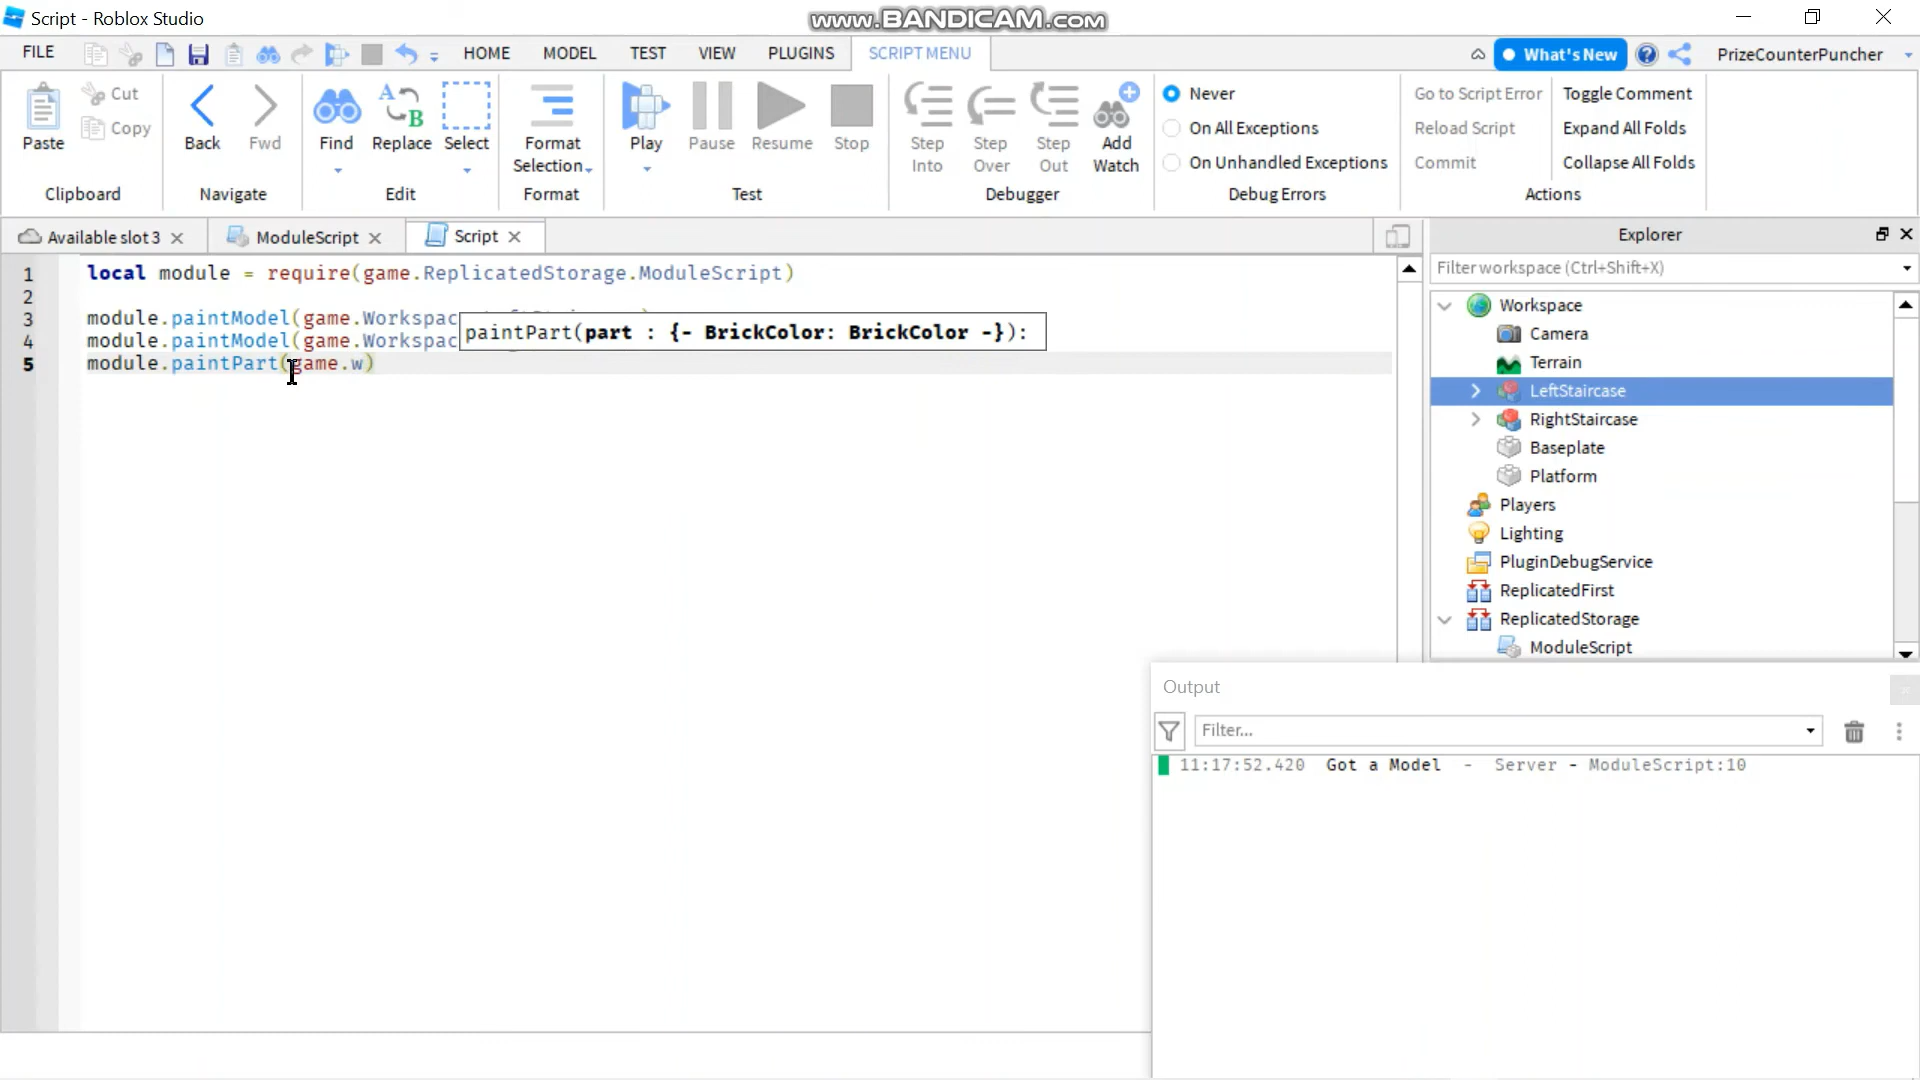 Script - Roblox Studio
www.BANDICAM.com
FILE
HOME
MODEL
TEST
VIEW
PLUGINS
SCRIPT MENU
What's New
PrizeCounterPuncher
Paste
Cut
Copy
Clipboard
Back
Fwd
Navigate
Find
Replace
Select
Edit
Format Selection
Format
Play
Pause
Resume
Stop
Test
Step Into
Step Over
Step Out
Add Watch
Debugger
Never
On All Exceptions
On Unhandled Exceptions
Debug Errors
Go to Script Error
Reload Script
Commit
Toggle Comment
Expand All Folds
Collapse All Folds
Actions
Available slot 3
ModuleScript
Script
1 local module = require(game.ReplicatedStorage.ModuleScript)
2
3 module.paintModel(game.Workspac
4 module.paintModel(game.Workspac
paintPart(part : {- BrickColor: BrickColor -}):
5 module.paintPart(game.w)
Explorer
Filter workspace (Ctrl+Shift+X)
Workspace
Camera
Terrain
LeftStaircase
RightStaircase
Baseplate
Platform
Players
Lighting
PluginDebugService
ReplicatedFirst
ReplicatedStorage
ModuleScript
Output
Filter...
11:17:52.420 Got a Model - Server - ModuleScript:10